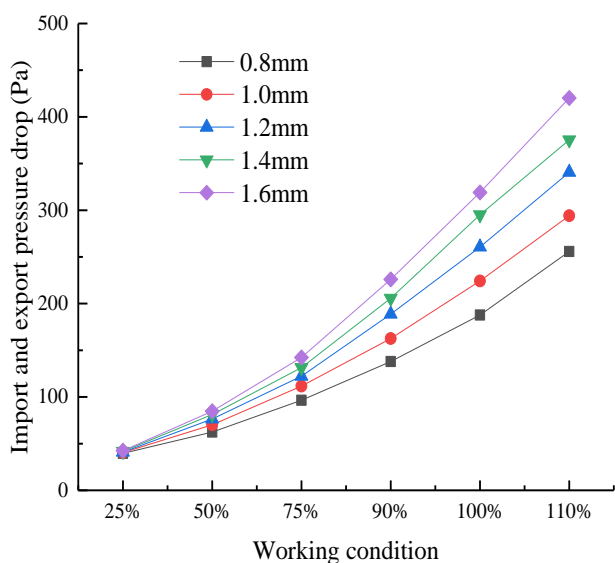 Import and export pressure drop (Pa)
500
400
300
200
100
0
0.8mm
1.0mm
1.2mm
1.4mm
1.6mm
25% 50% 75% 90% 100% 110%
Working condition